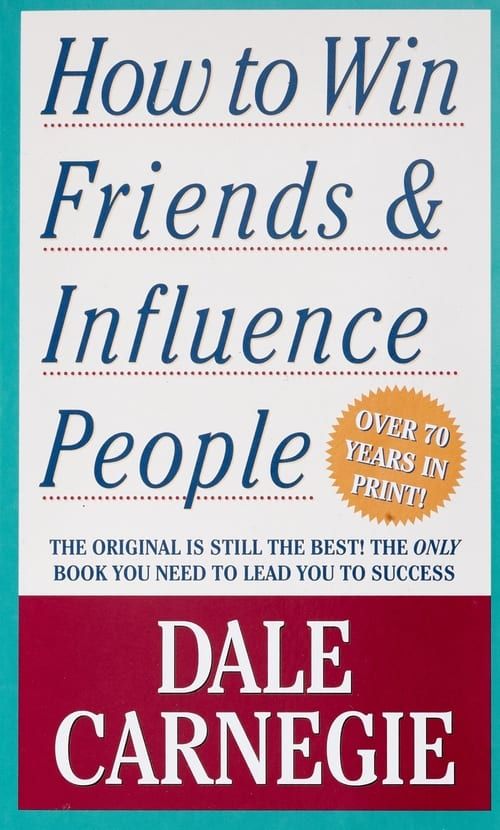 How to Win
Friends &
Influence
People
OVER 70
YEARS IN
PRINT!
THE ORIGINAL IS STILL THE BEST! THE ONLY
BOOK YOU NEED TO LEAD YOU TO SUCCESS
DALE
CARNEGIE